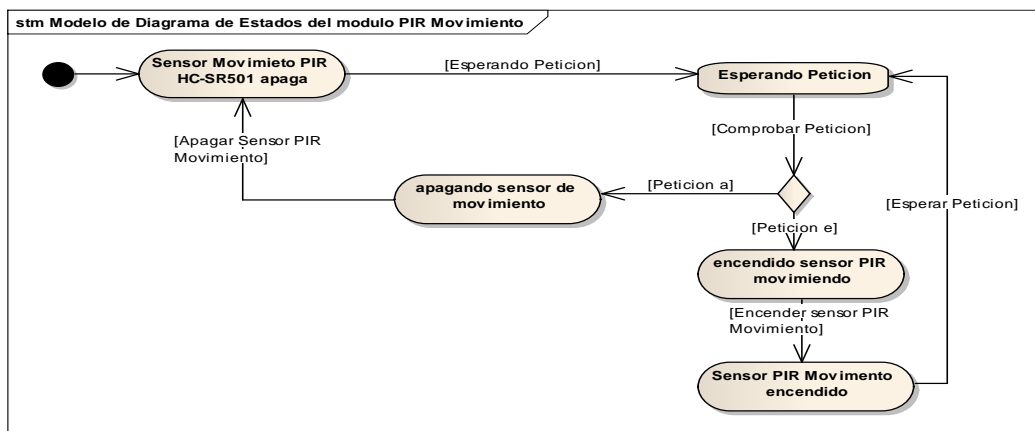 stm Modelo de Diagrama de Estados del modulo PIR Movimiento
Sensor Movimieto PIR
HC-SR501 apaga
[Esperando Peticion]
Esperando Peticion
[Comprobar Peticion]
[Apagar Sensor PIR
Movimiento]
apagando sensor de
movimiento
[Peticion a]
[Esperar Peticion]
[Peticion e]
encendido sensor PIR
movimiendo
[Encender sensor PIR
Movimiento]
Sensor PIR Movimento
encendido